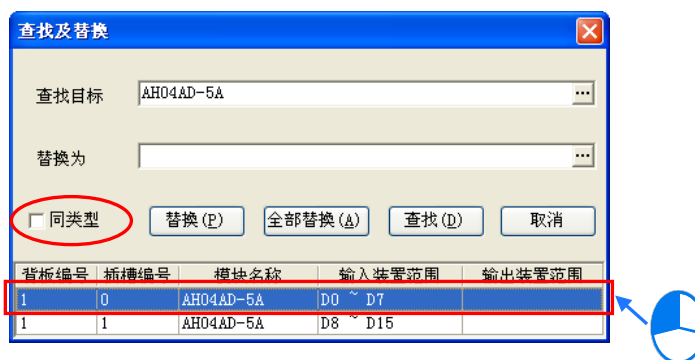 查找及替换
查找目标 AH04AD-5A ...
替换为 ...
同类型 替换(P) 全部替换(A) 查找(D) 取消
背板编号 插槽编号 模块名称 输入装置范围 输出装置范围
1 0 AH04AD-5A D0 ~ D7
1 1 AH04AD-5A D8 ~ D15